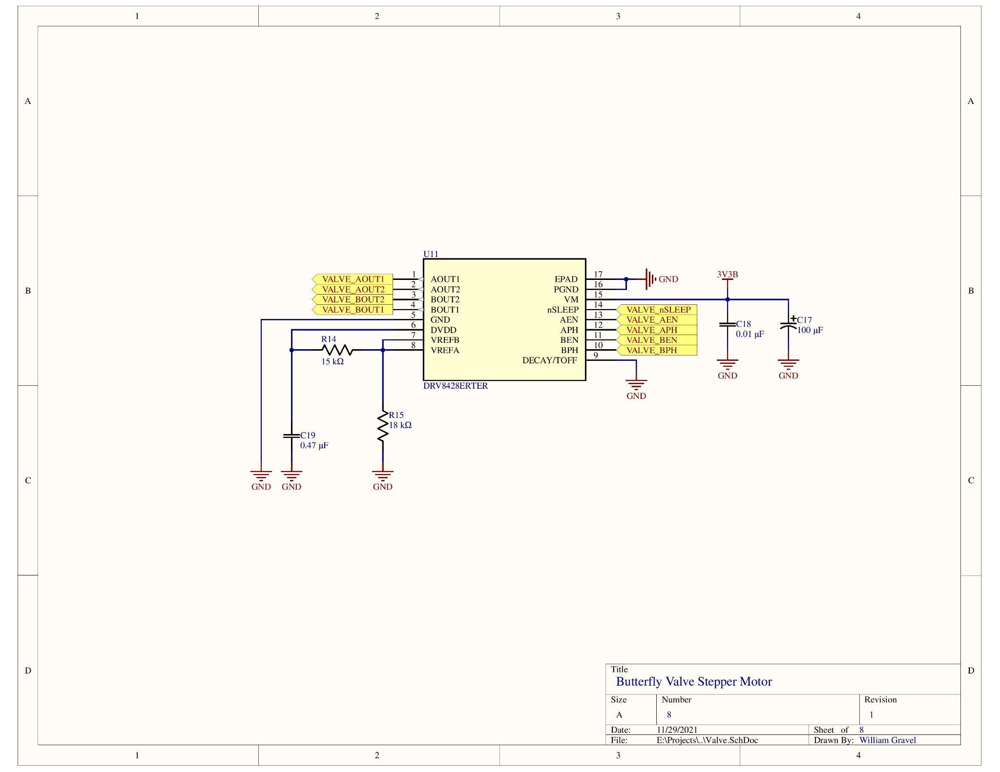 1 2 3 4
A A
B B
C C
D D
U11
VALVE_AOUT1 1 AOUT1
VALVE_AOUT2 2 AOUT2
VALVE_BOUT2 3 BOUT2
VALVE_BOUT1 4 BOUT1
5 GND
6 DVDD
7 VREFB
8 VREFA
EPAD 17 GND
PGND 16
VM 15
nSLEEP 14 VALVE_nSLEEP
AEN 13 VALVE_AEN
APH 12 VALVE_APH
BEN 11 VALVE_BEN
BPH 10 VALVE_BPH
DECAY/TOFF 9
GND
DRV8428ERTER
3V3B
C18
0.01 µF
GND
+
C17
100 µF
GND
R14
15 kΩ
R15
18 kΩ
C19
0.47 µF
GND GND GND
Title
Butterfly Valve Stepper Motor
Size Number Revision
A 8 1
Date: 11/29/2021 Sheet of 8
File: E:\Projects\..\Valve.SchDoc Drawn By: William Gravel
1 2 3 4